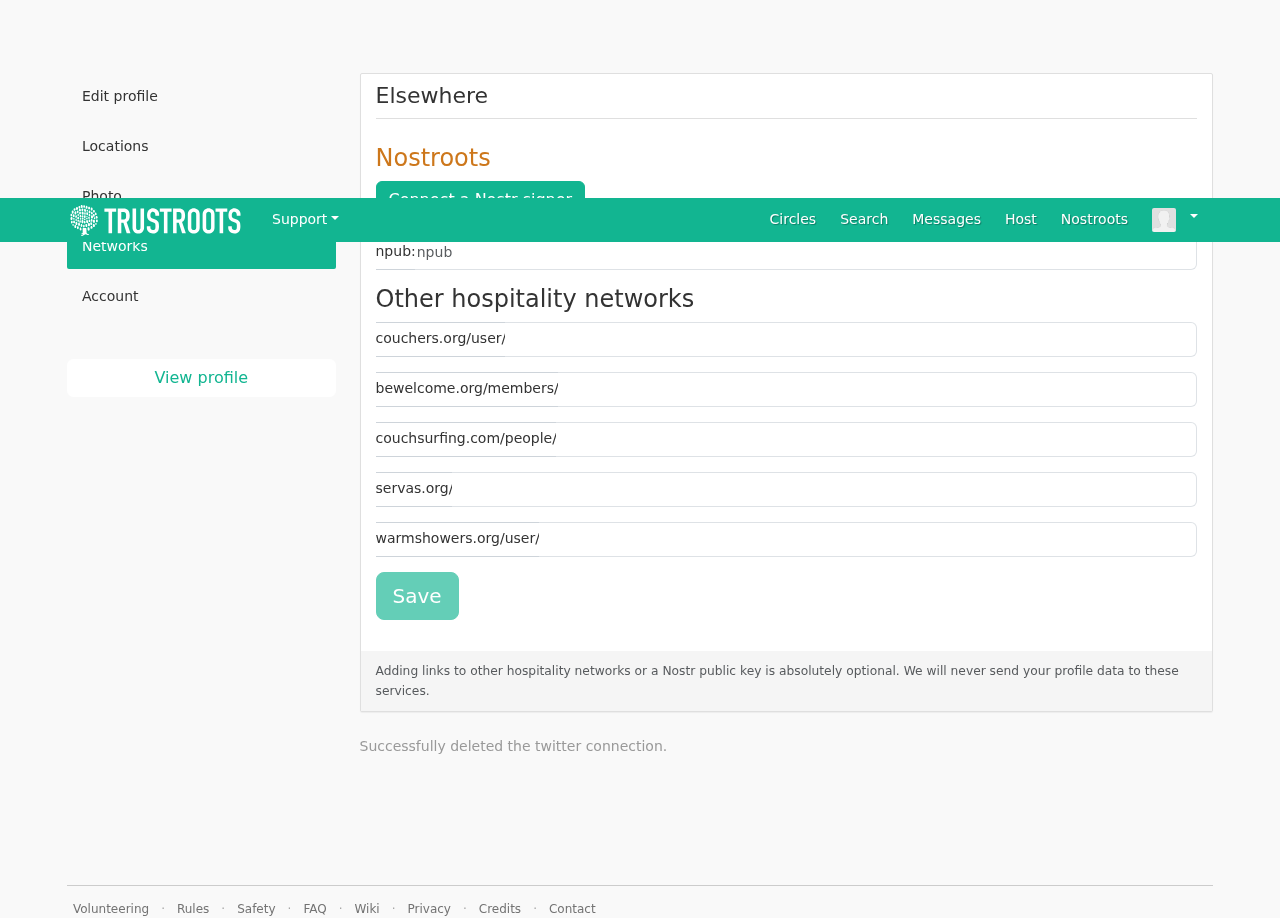 Edit profile
Locations
Photo
Networks
Account
View profile
TRUSTROOTS
Support
Circles
Search
Messages
Host
Nostroots
Elsewhere
Nostroots
Connect a Nostr signer
npub: npub
Other hospitality networks
couchers.org/user/
bewelcome.org/members/
couchsurfing.com/people/
servas.org/
warmshowers.org/user/
Save
Adding links to other hospitality networks or a Nostr public key is absolutely optional. We will never send your profile data to these
services.
Successfully deleted the twitter connection.
Volunteering · Rules · Safety · FAQ · Wiki · Privacy · Credits · Contact